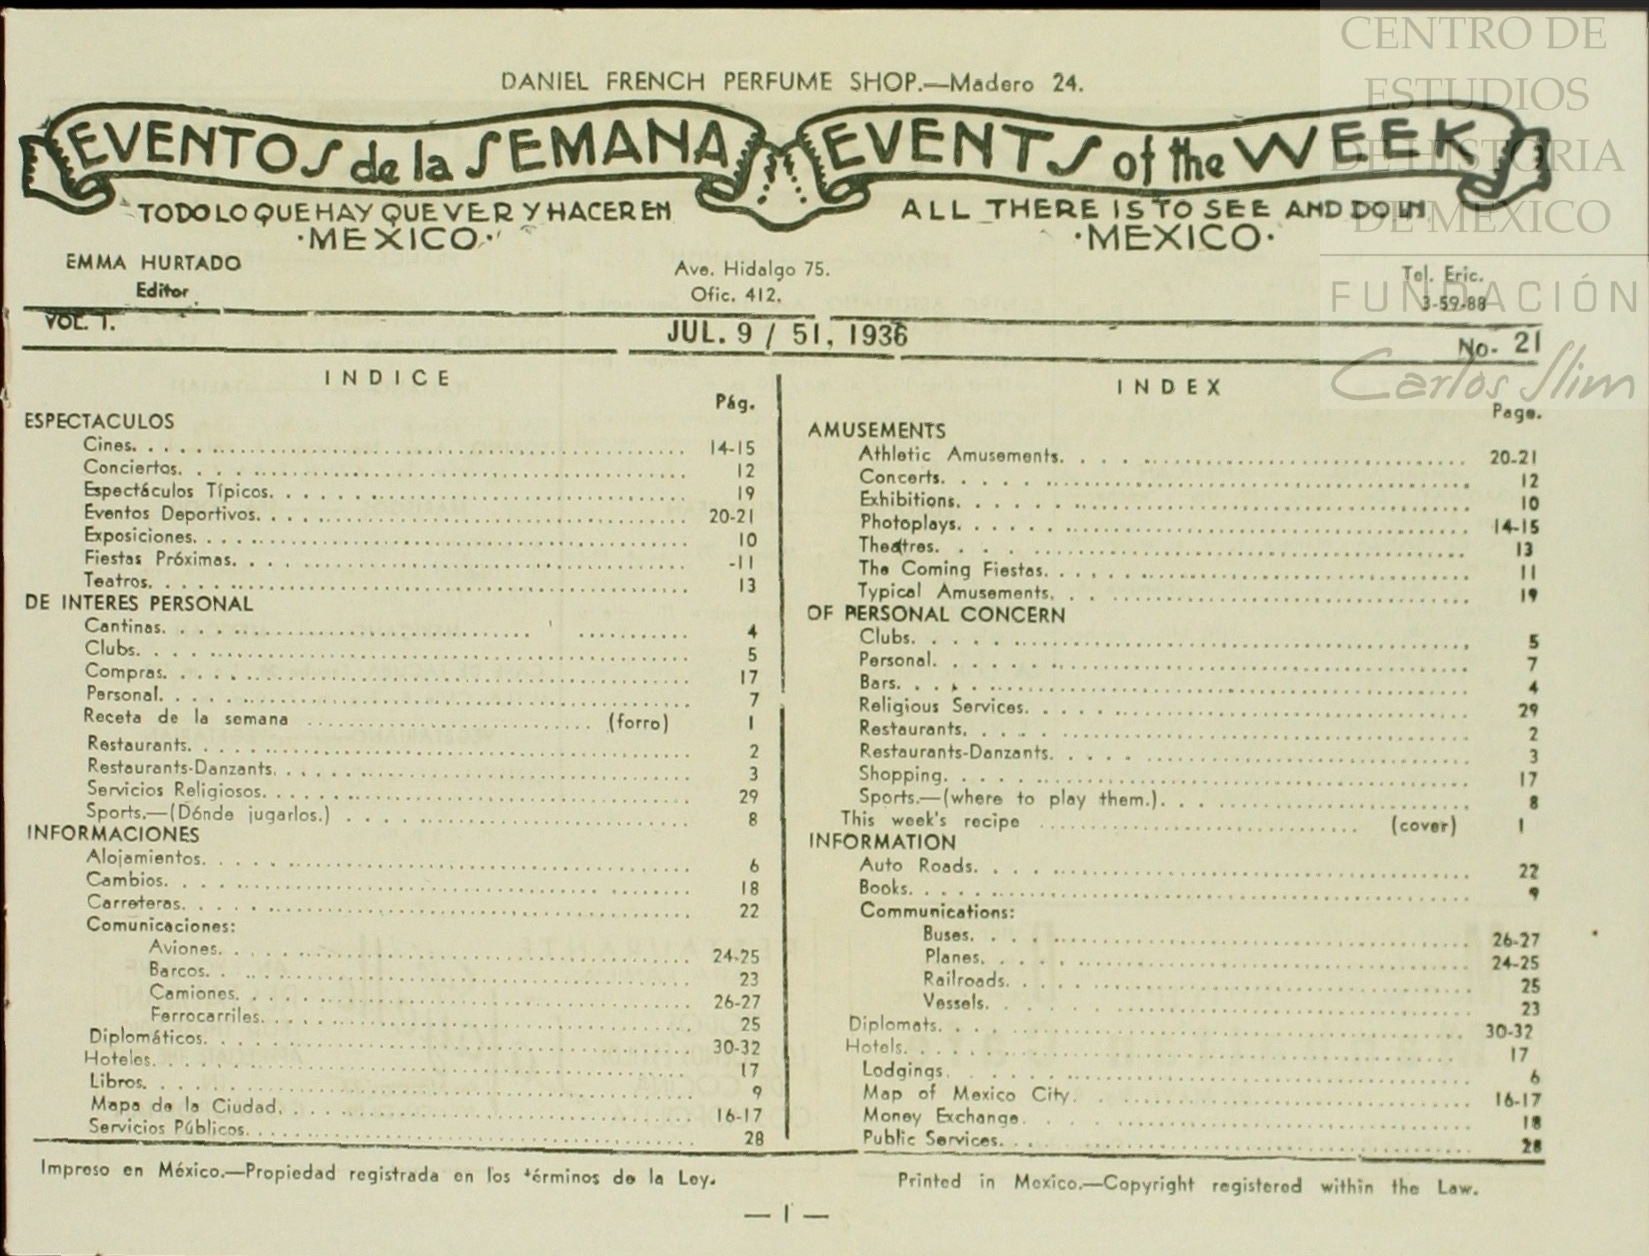 CENTRO DE
ESTUDIOS
DE HISTORIA
DE MÉXICO
FUNDACIÓN
Carlos Slim
DANIEL FRENCH PERFUME SHOP.—Madero 24.
EVENTOS de la SEMANA
TODO LO QUE HAY QUE VER Y HACER EN
·MEXICO·
EVENTS of the WEEK
ALL THERE IS TO SEE AND DO IN
·MEXICO·
EMMA HURTADO
Editor
Ave. Hidalgo 75.
Ofic. 412.
Tel. Eric.
3-59-88
VOL. I. JUL. 9 / 51, 1936 No. 21
INDICE
Pág.
ESPECTACULOS
Cines. 14-15
Conciertos. 12
Espectáculos Típicos. 19
Eventos Deportivos. 20-21
Exposiciones. 10
Fiestas Próximas. -11
Teatros. 13
DE INTERES PERSONAL
Cantinas. 4
Clubs. 5
Compras. 17
Personal. 7
Receta de la semana (forro) 1
Restaurants. 2
Restaurants-Danzants. 3
Servicios Religiosos. 29
Sports.—(Dónde jugarlos.) 8
INFORMACIONES
Alojamientos. 6
Cambios. 18
Carreteras. 22
Comunicaciones:
Aviones. 24-25
Barcos. 23
Camiones. 26-27
Ferrocarriles. 25
Diplomáticos. 30-32
Hoteles. 17
Libros. 9
Mapa de la Ciudad. 16-17
Servicios Públicos. 28
INDEX
Page.
AMUSEMENTS
Athletic Amusements. 20-21
Concerts. 12
Exhibitions. 10
Photoplays. 14-15
Theatres. 13
The Coming Fiestas. 11
Typical Amusements. 19
OF PERSONAL CONCERN
Clubs. 5
Personal. 7
Bars. 4
Religious Services. 29
Restaurants. 2
Restaurants-Danzants. 3
Shopping. 17
Sports.—(where to play them.). 8
This week's recipe (cover) 1
INFORMATION
Auto Roads. 22
Books. 9
Communications:
Buses. 26-27
Planes. 24-25
Railroads. 25
Vessels. 23
Diplomats. 30-32
Hotels. 17
Lodgings. 6
Map of Mexico City. 16-17
Money Exchange. 18
Public Services. 28
Impreso en México.—Propiedad registrada en los términos de la Ley.
Printed in Mexico.—Copyright registered within the Law.
— 1 —